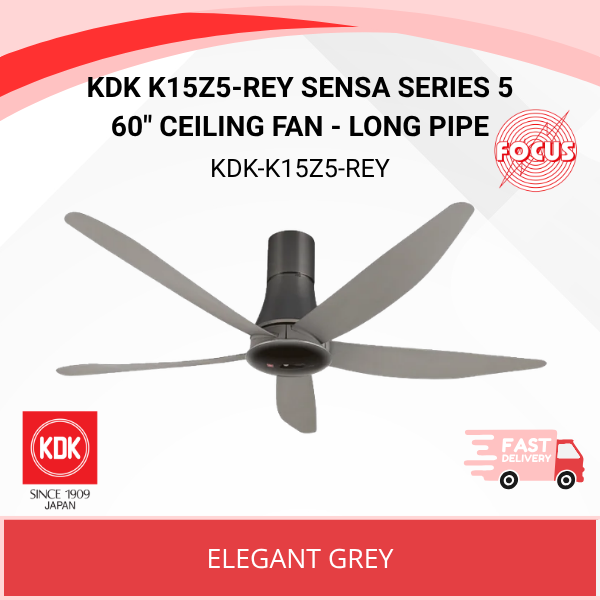 KDK K15Z5-REY SENSA SERIES 5
60" CEILING FAN - LONG PIPE
KDK-K15Z5-REY
FOCUS
KDK
SINCE 1909
JAPAN
FAST
DELIVERY
ELEGANT GREY